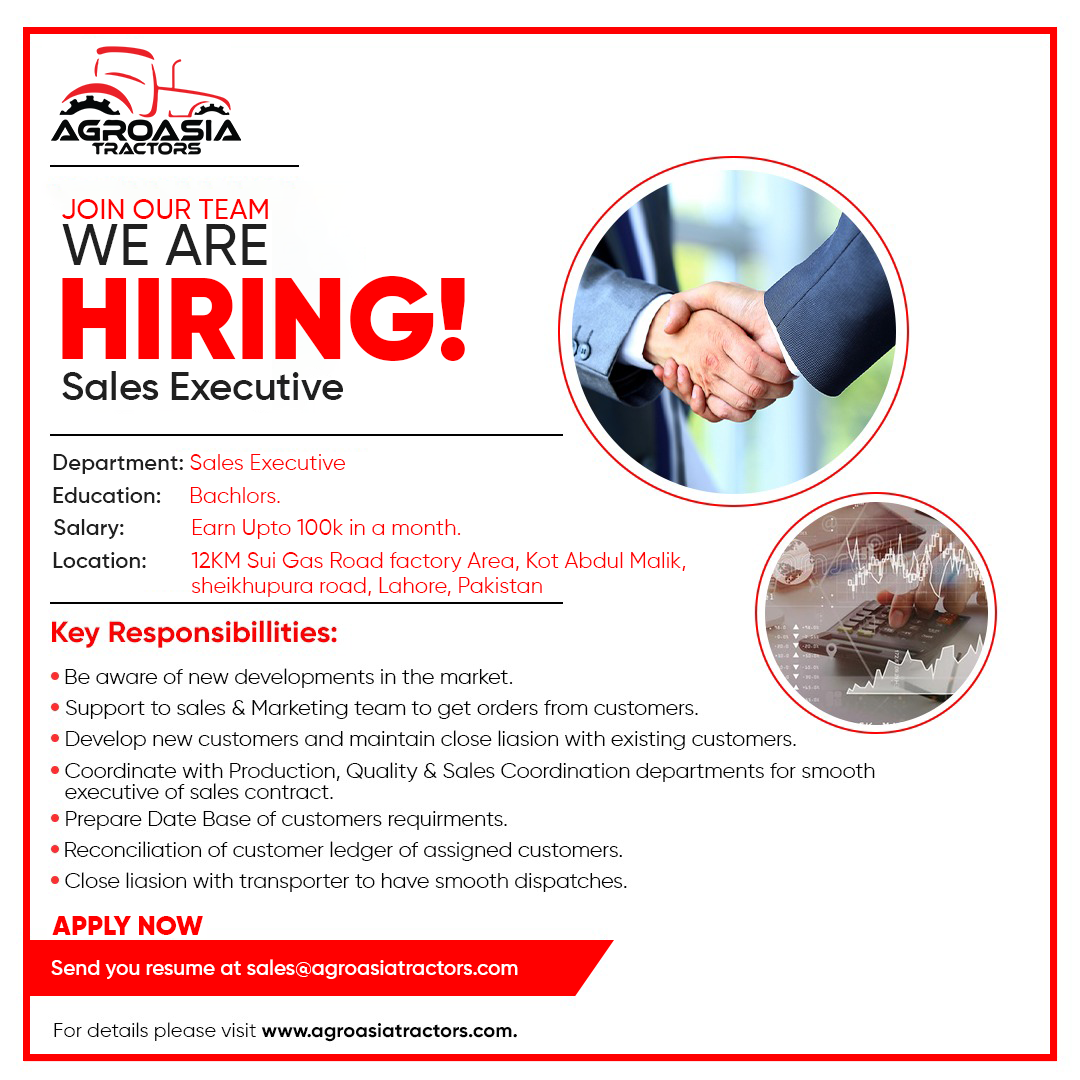 AGROASIA
TRACTORS
JOIN OUR TEAM
WE ARE
HIRING!
Sales Executive
Department: Sales Executive
Education: Bachlors.
Salary: Earn Upto 100k in a month.
Location: 12KM Sui Gas Road factory Area, Kot Abdul Malik,
sheikhupura road, Lahore, Pakistan
Key Responsibillities:
• Be aware of new developments in the market.
• Support to sales & Marketing team to get orders from customers.
• Develop new customers and maintain close liasion with existing customers.
• Coordinate with Production, Quality & Sales Coordination departments for smooth
executive of sales contract.
• Prepare Date Base of customers requirments.
• Reconciliation of customer ledger of assigned customers.
• Close liasion with transporter to have smooth dispatches.
APPLY NOW
Send you resume at sales@agroasiatractors.com
For details please visit www.agroasiatractors.com.